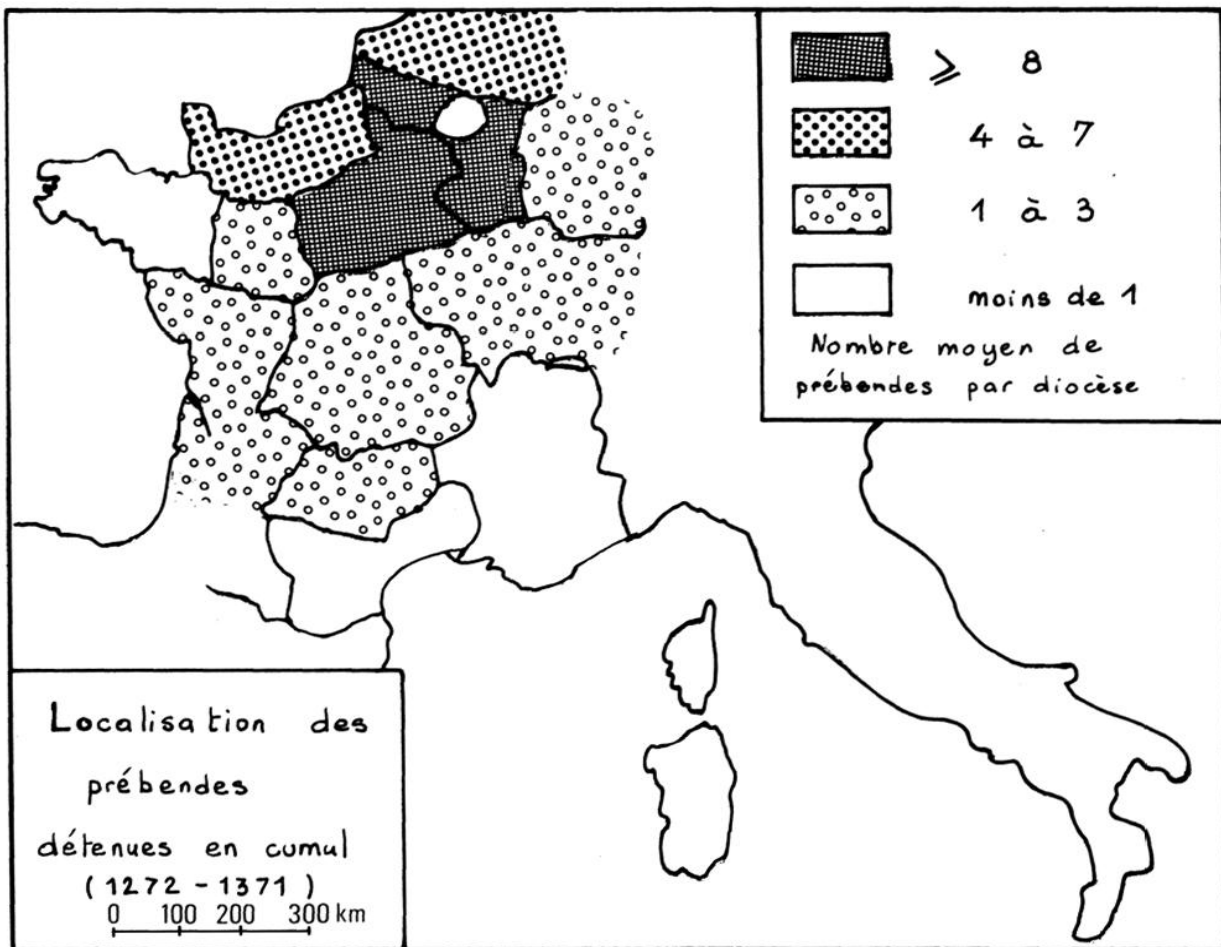 ⩾ 8
4 à 7
1 à 3
moins de 1
Nombre moyen de
prébendes par diocèse
Localisation des
prébendes
détenues en cumul
(1272-1371)
0 100 200 300 km